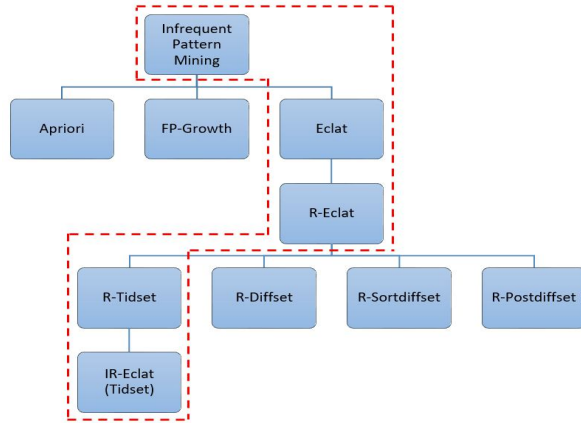 Infrequent
Pattern
Mining
Apriori
FP-Growth
Eclat
R-Eclat
R-Tidset
R-Diffset
R-Sortdiffset
R-Postdiffset
IR-Eclat
(Tidset)